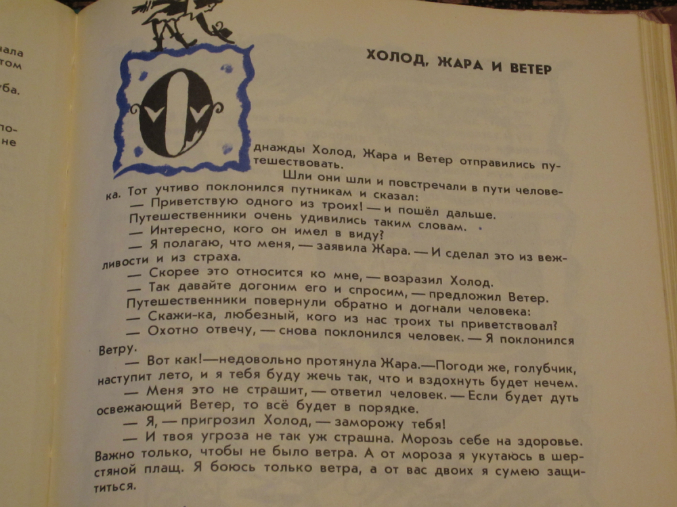 нала
том
уба.
по-
не
ХОЛОД, ЖАРА И ВЕТЕР
Однажды Холод, Жара и Ветер отправились пу-
тешествовать.
Шли они шли и повстречали в пути челове-
ка. Тот учтиво поклонился путникам и сказал:
— Приветствую одного из троих! — и пошёл дальше.
Путешественники очень удивились таким словам.
— Интересно, кого он имел в виду?
— Я полагаю, что меня, — заявила Жара. — И сделал это из веж-
ливости и из страха.
— Скорее это относится ко мне, — возразил Холод.
— Так давайте догоним его и спросим, — предложил Ветер.
Путешественники повернули обратно и догнали человека:
— Скажи-ка, любезный, кого из нас троих ты приветствовал?
— Охотно отвечу, — снова поклонился человек. — Я поклонился
Ветру.
— Вот как! — недовольно протянула Жара. — Погоди же, голубчик,
наступит лето, и я тебя буду жечь так, что и вздохнуть будет нечем.
— Меня это не страшит, — ответил человек. — Если будет дуть
освежающий Ветер, то всё будет в порядке.
— Я, — пригрозил Холод, — заморожу тебя!
— И твоя угроза не так уж страшна. Морозь себе на здоровье.
Важно только, чтобы не было ветра. А от мороза я укутаюсь в шер-
стяной плащ. Я боюсь только ветра, а от вас двоих я сумею защи-
титься.